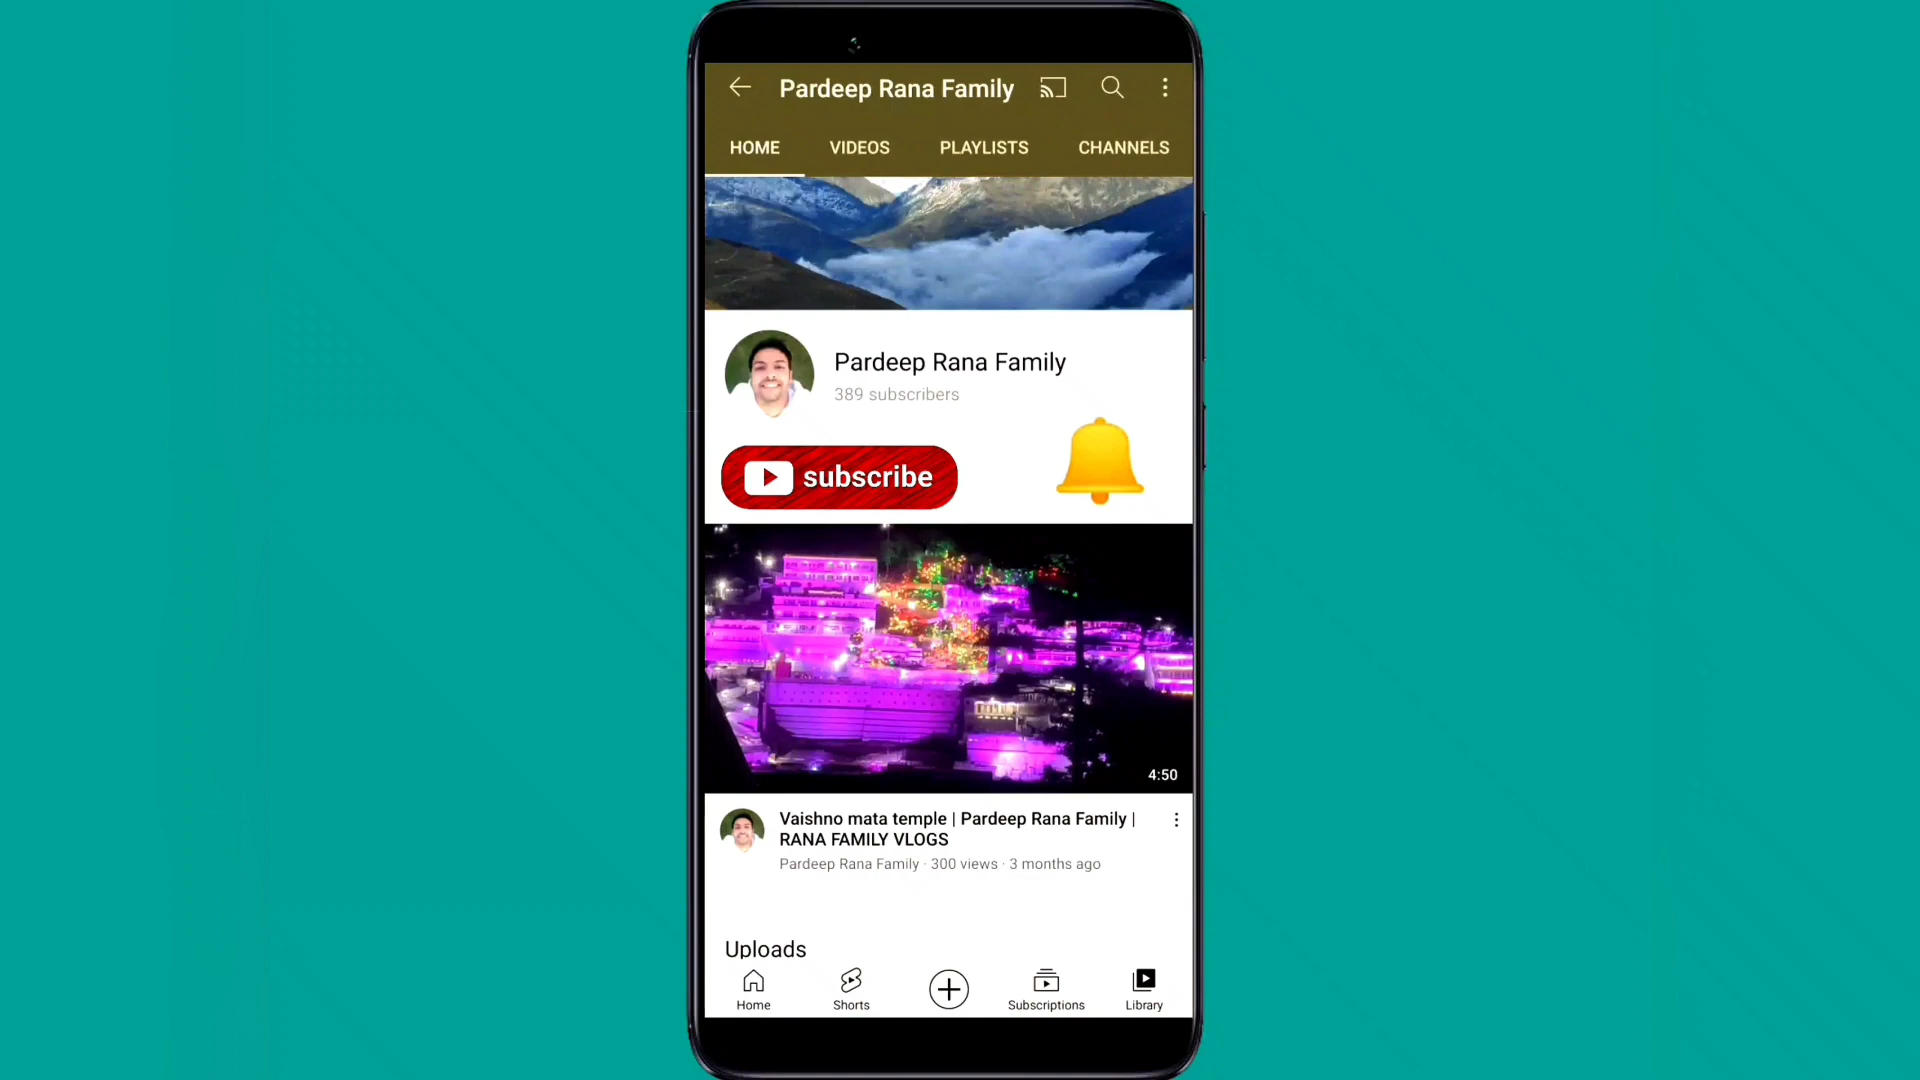 Pardeep Rana Family
HOME VIDEOS PLAYLISTS CHANNELS
Pardeep Rana Family
389 subscribers
subscribe
4:50
Vaishno mata temple | Pardeep Rana Family |
RANA FAMILY VLOGS
Pardeep Rana Family · 300 views · 3 months ago
Uploads
Home Shorts Subscriptions Library